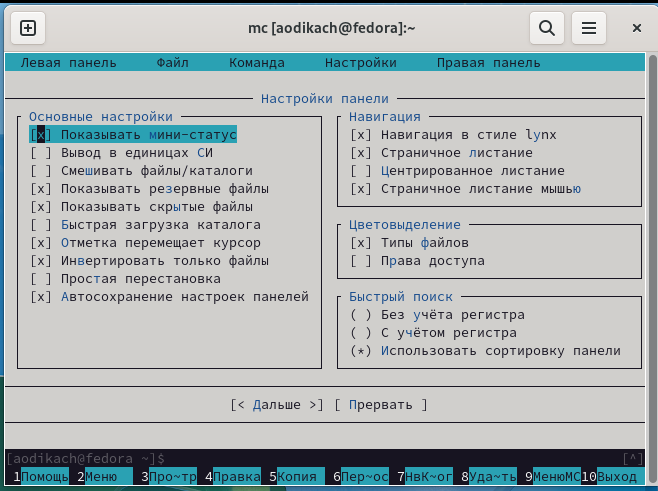 mc [aodikach@fedora]:~
Левая панель Файл Команда Настройки Правая панель
Настройки панели
Основные настройки
[x] Показывать мини-статус
[ ] Вывод в единицах СИ
[ ] Смешивать файлы/каталоги
[x] Показывать резервные файлы
[x] Показывать скрытые файлы
[ ] Быстрая загрузка каталога
[x] Отметка перемещает курсор
[x] Инвертировать только файлы
[ ] Простая перестановка
[x] Автосохранение настроек панелей
Навигация
[x] Навигация в стиле lynx
[x] Страничное листание
[ ] Центрированное листание
[x] Страничное листание мышью
Цветовыделение
[x] Типы файлов
[ ] Права доступа
Быстрый поиск
( ) Без учёта регистра
( ) С учётом регистра
(*) Использовать сортировку панели
[< Дальше >] [ Прервать ]
[aodikach@fedora ~]$ [^]
1Помощь 2Меню 3Про~тр 4Правка 5Копия 6Пер~ос 7НвК~ог 8Уда~ть 9МенюMC 10Выход